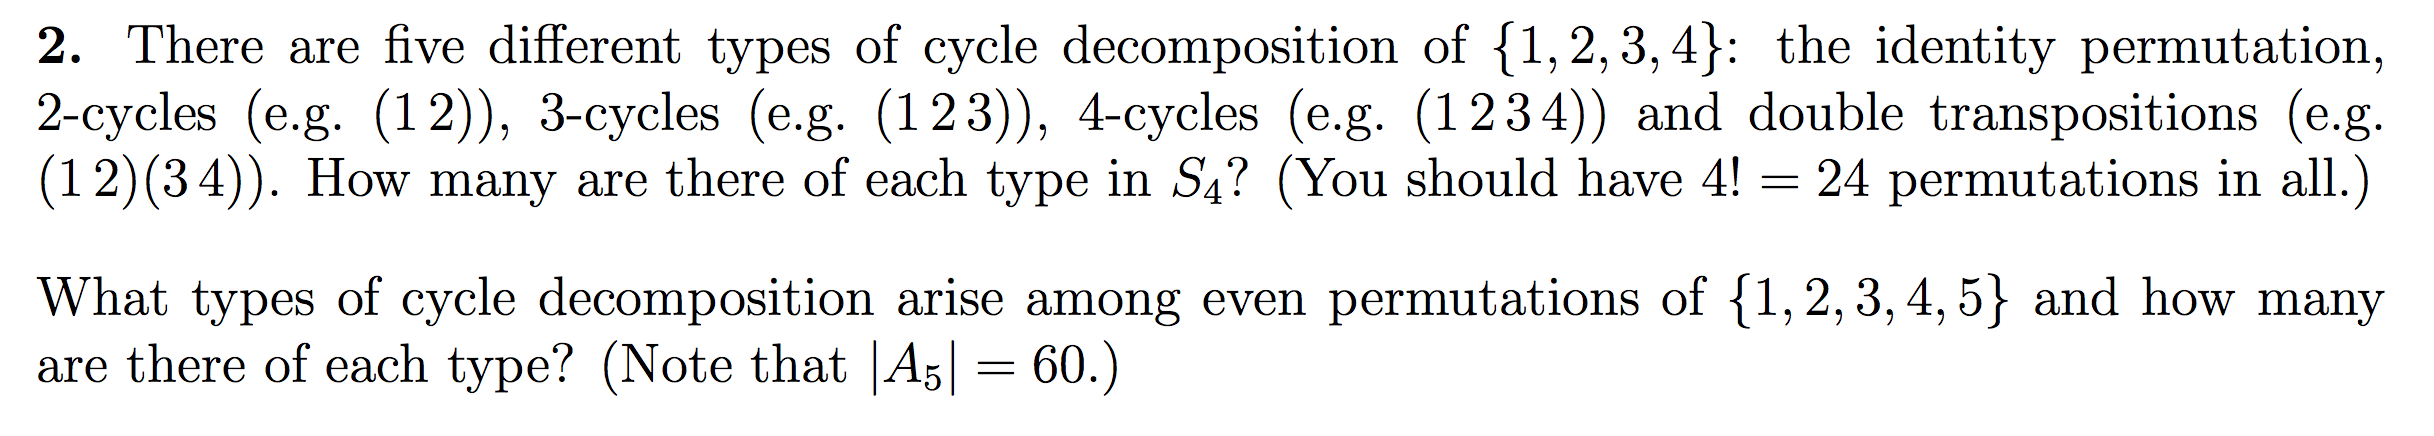 2. There are five different types of cycle decomposition of {1, 2, 3, 4}: the identity permutation,
2-cycles (e.g. (1 2)), 3-cycles (e.g. (1 2 3)), 4-cycles (e.g. (1 2 3 4)) and double transpositions (e.g.
(1 2)(3 4)). How many are there of each type in S₄? (You should have 4! = 24 permutations in all.)
What types of cycle decomposition arise among even permutations of {1, 2, 3, 4, 5} and how many
are there of each type? (Note that |A₅| = 60.)